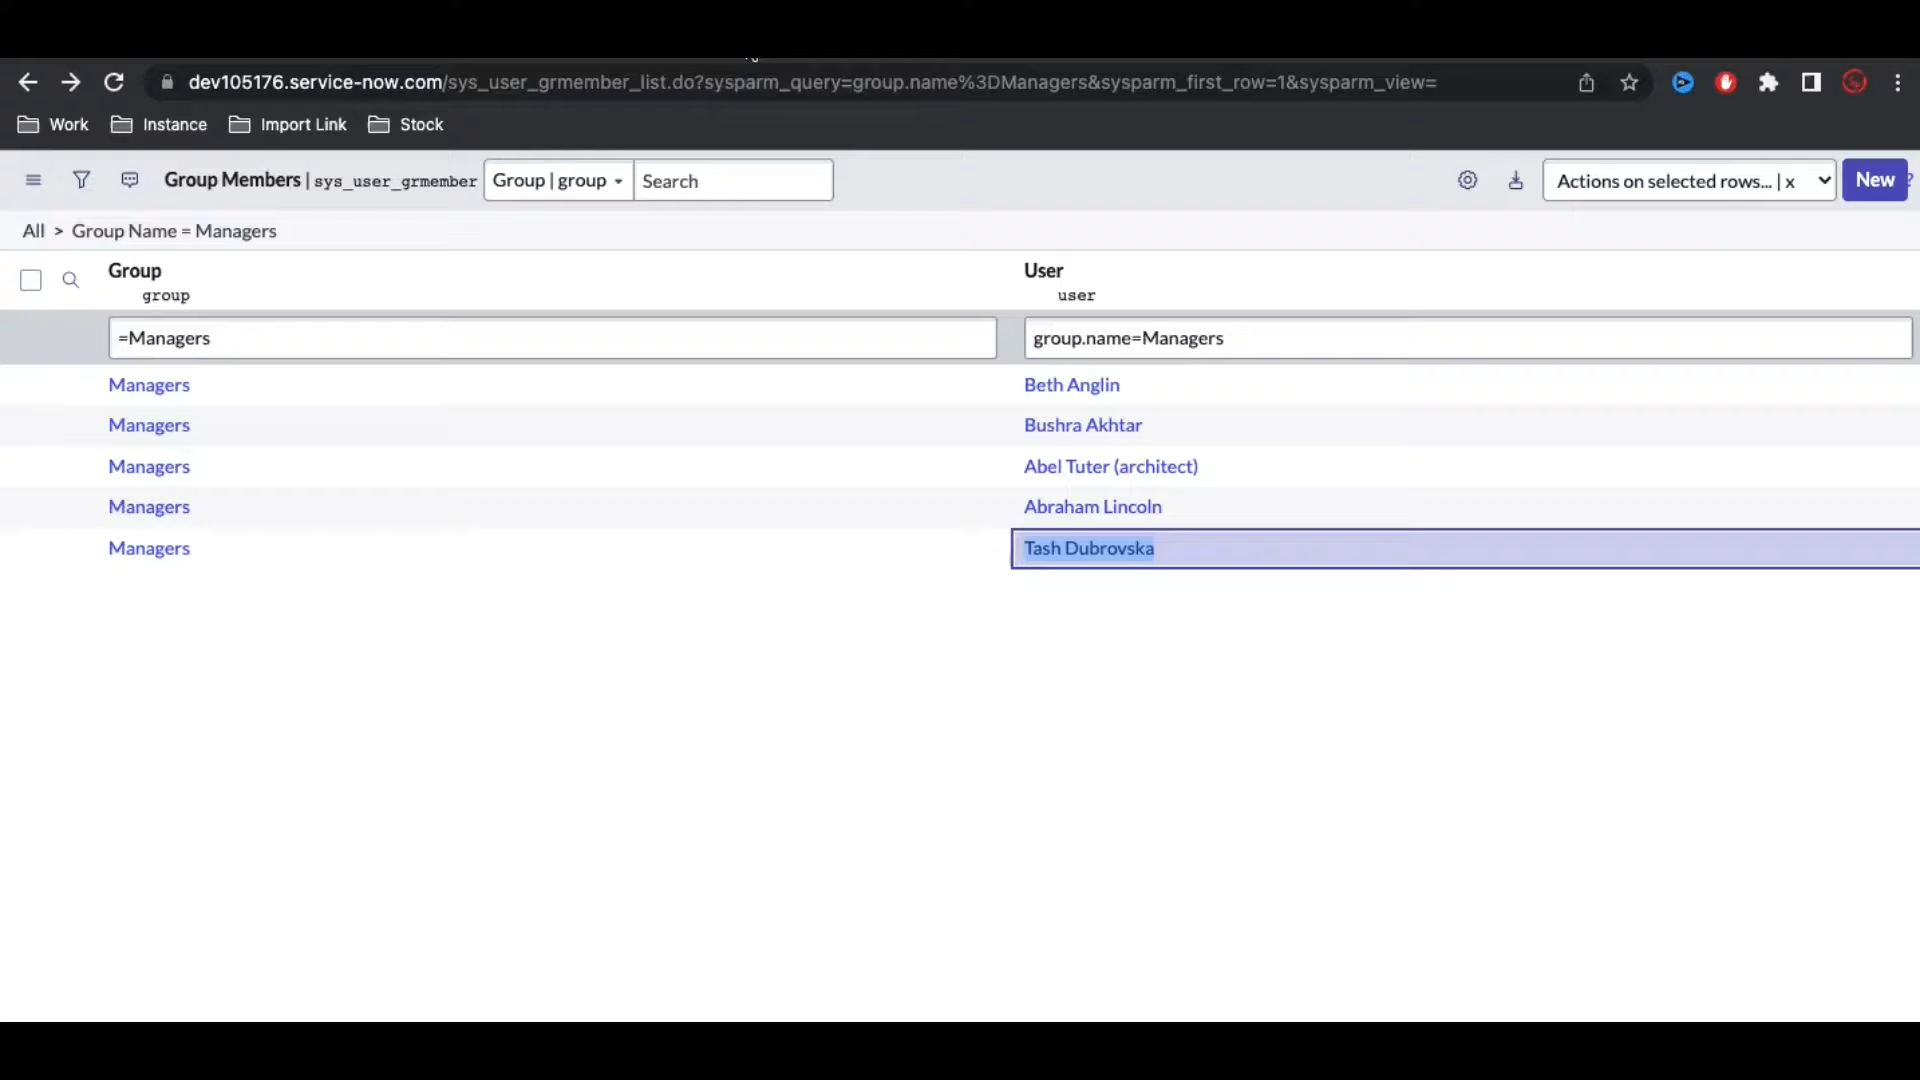 dev105176.service-now.com/sys_user_grmember_list.do?sysparm_query=group.name%3DManagers&sysparm_first_row=1&sysparm_view=
Work Instance Import Link Stock
Group Members | sys_user_grmember Group | group Search Actions on selected rows... | x New ?
All > Group Name = Managers
Group User
group user
=Managers group.name=Managers
Managers Beth Anglin
Managers Bushra Akhtar
Managers Abel Tuter (architect)
Managers Abraham Lincoln
Managers Tash Dubrovska